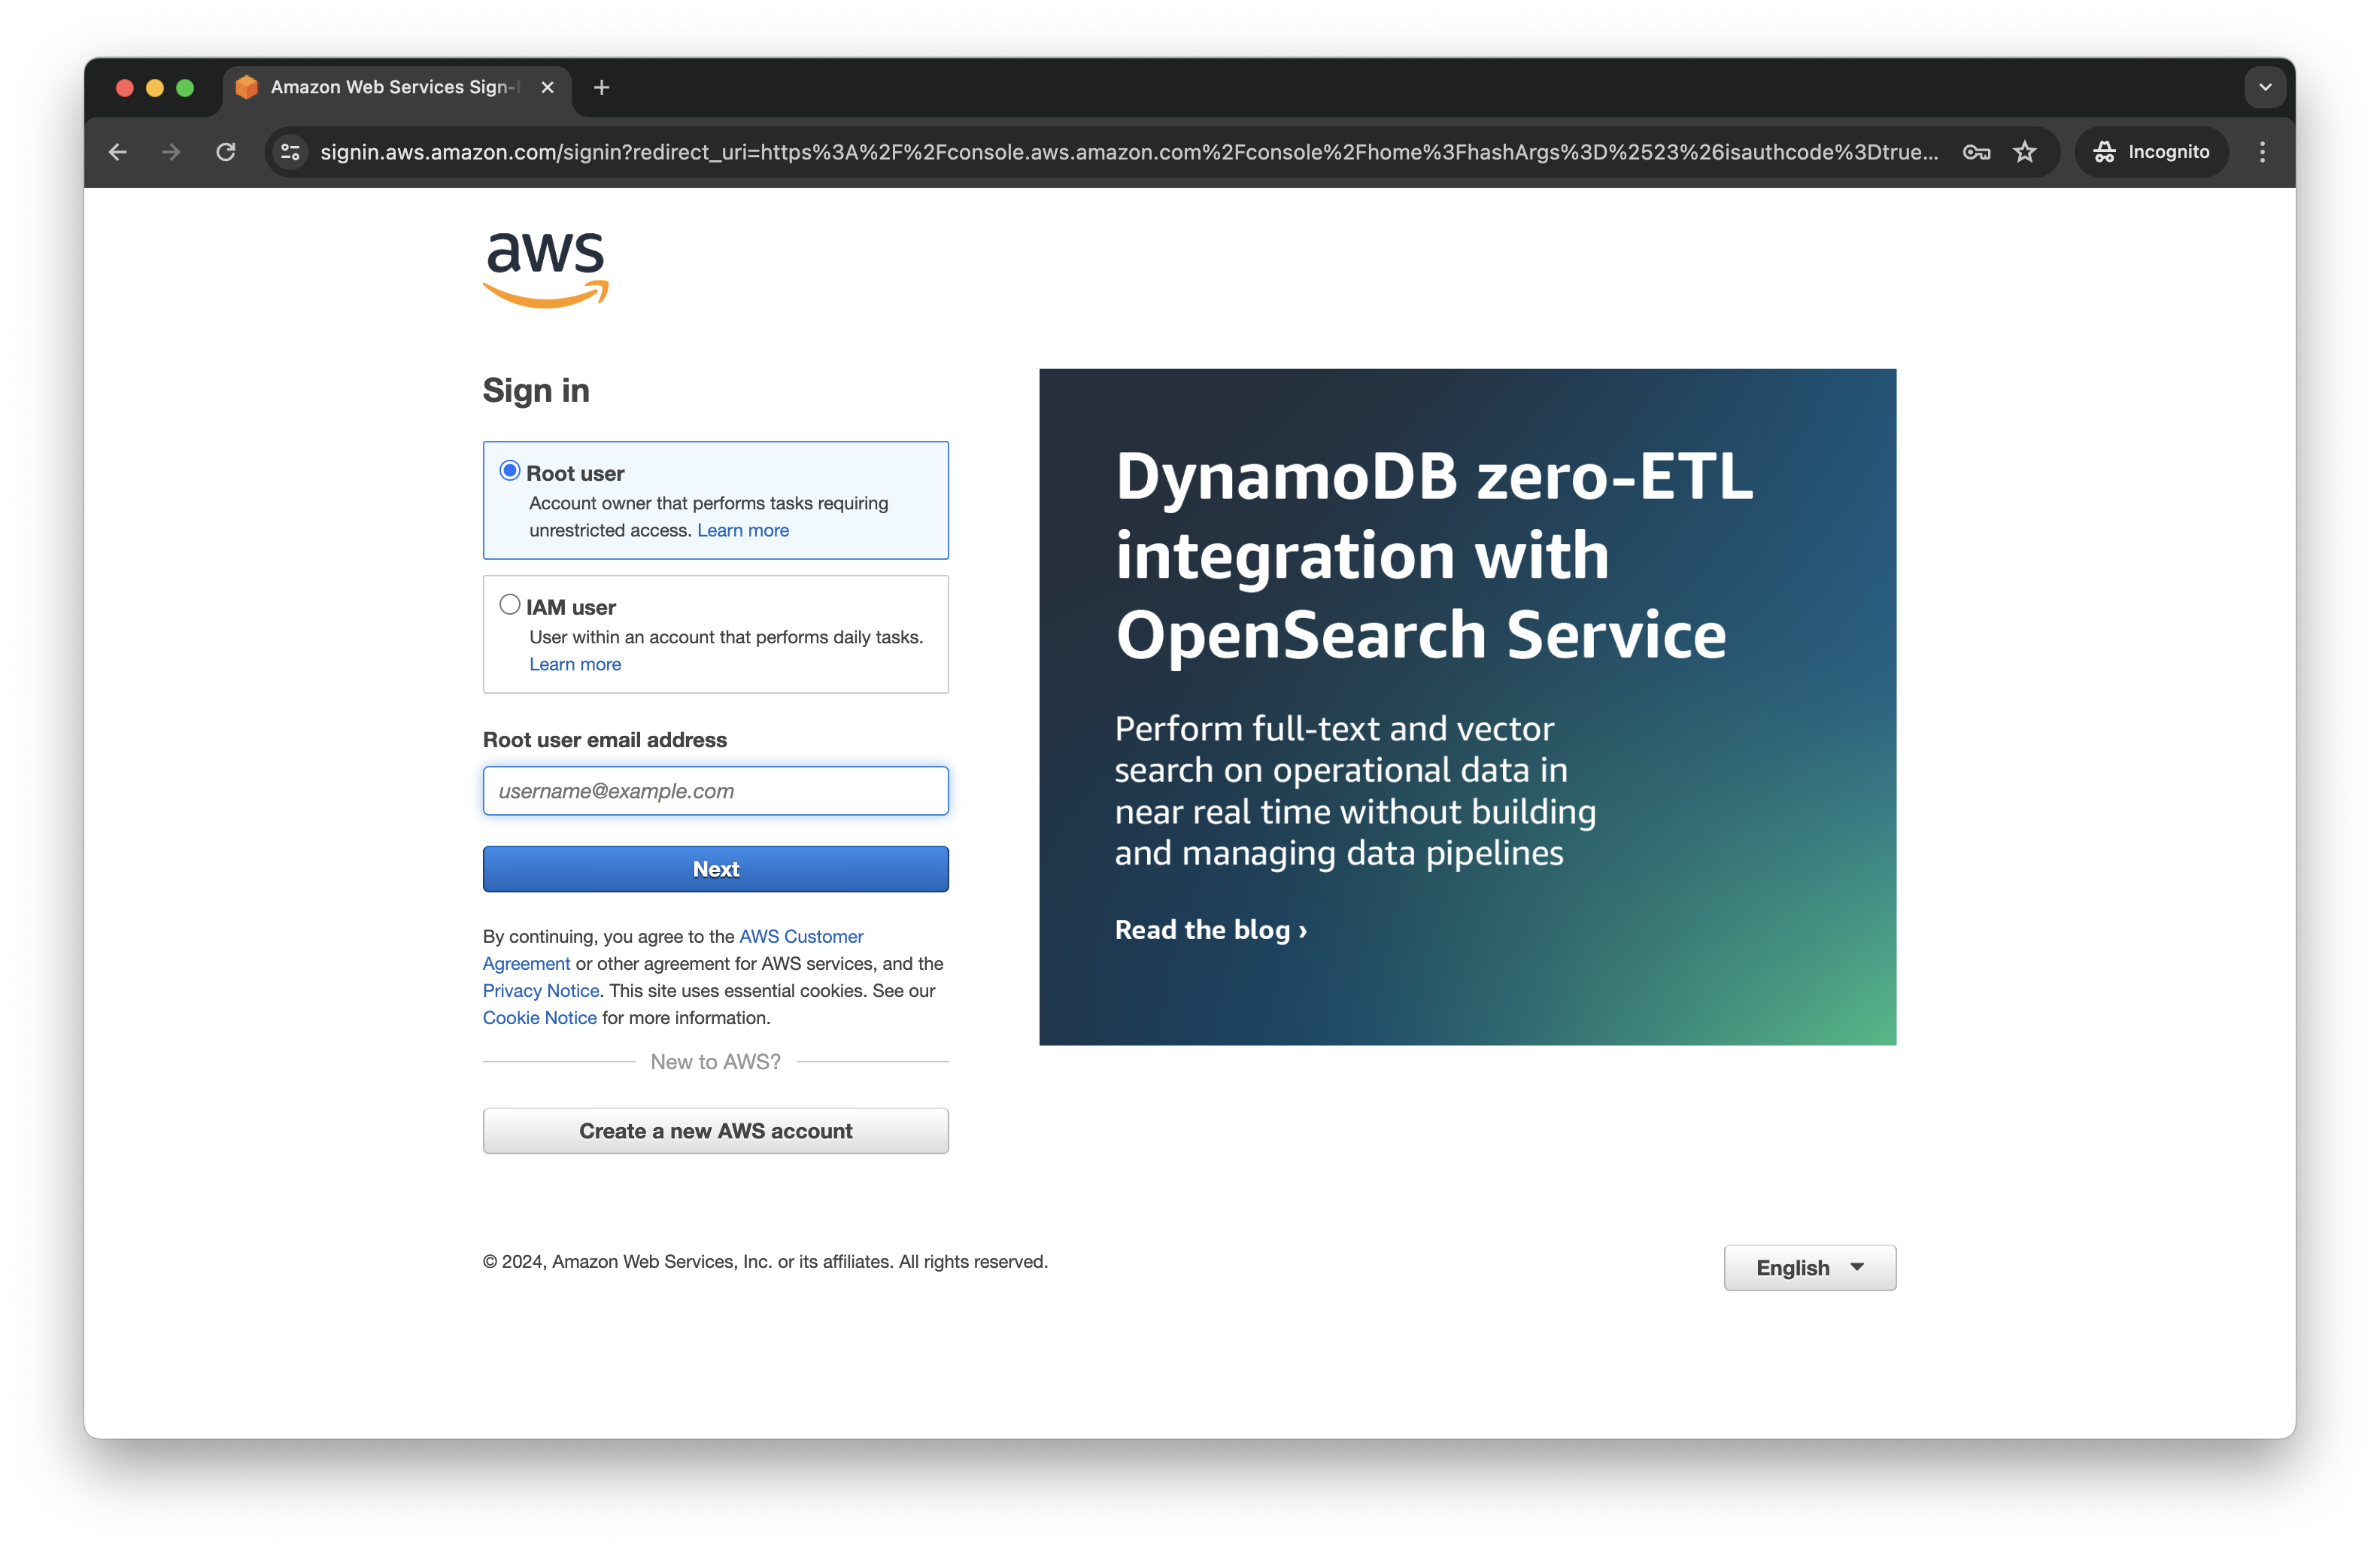 Amazon Web Services Sign-
signin.aws.amazon.com/signin?redirect_uri=https%3A%2F%2Fconsole.aws.amazon.com%2Fconsole%2Fhome%3FhashArgs%3D%2523%26isauthcode%3Dtrue...
Incognito
aws
Sign in
Root user
Account owner that performs tasks requiring
unrestricted access. Learn more
IAM user
User within an account that performs daily tasks.
Learn more
Root user email address
username@example.com
Next
By continuing, you agree to the AWS Customer
Agreement or other agreement for AWS services, and the
Privacy Notice. This site uses essential cookies. See our
Cookie Notice for more information.
New to AWS?
Create a new AWS account
DynamoDB zero-ETL
integration with
OpenSearch Service
Perform full-text and vector
search on operational data in
near real time without building
and managing data pipelines
Read the blog ›
© 2024, Amazon Web Services, Inc. or its affiliates. All rights reserved.
English